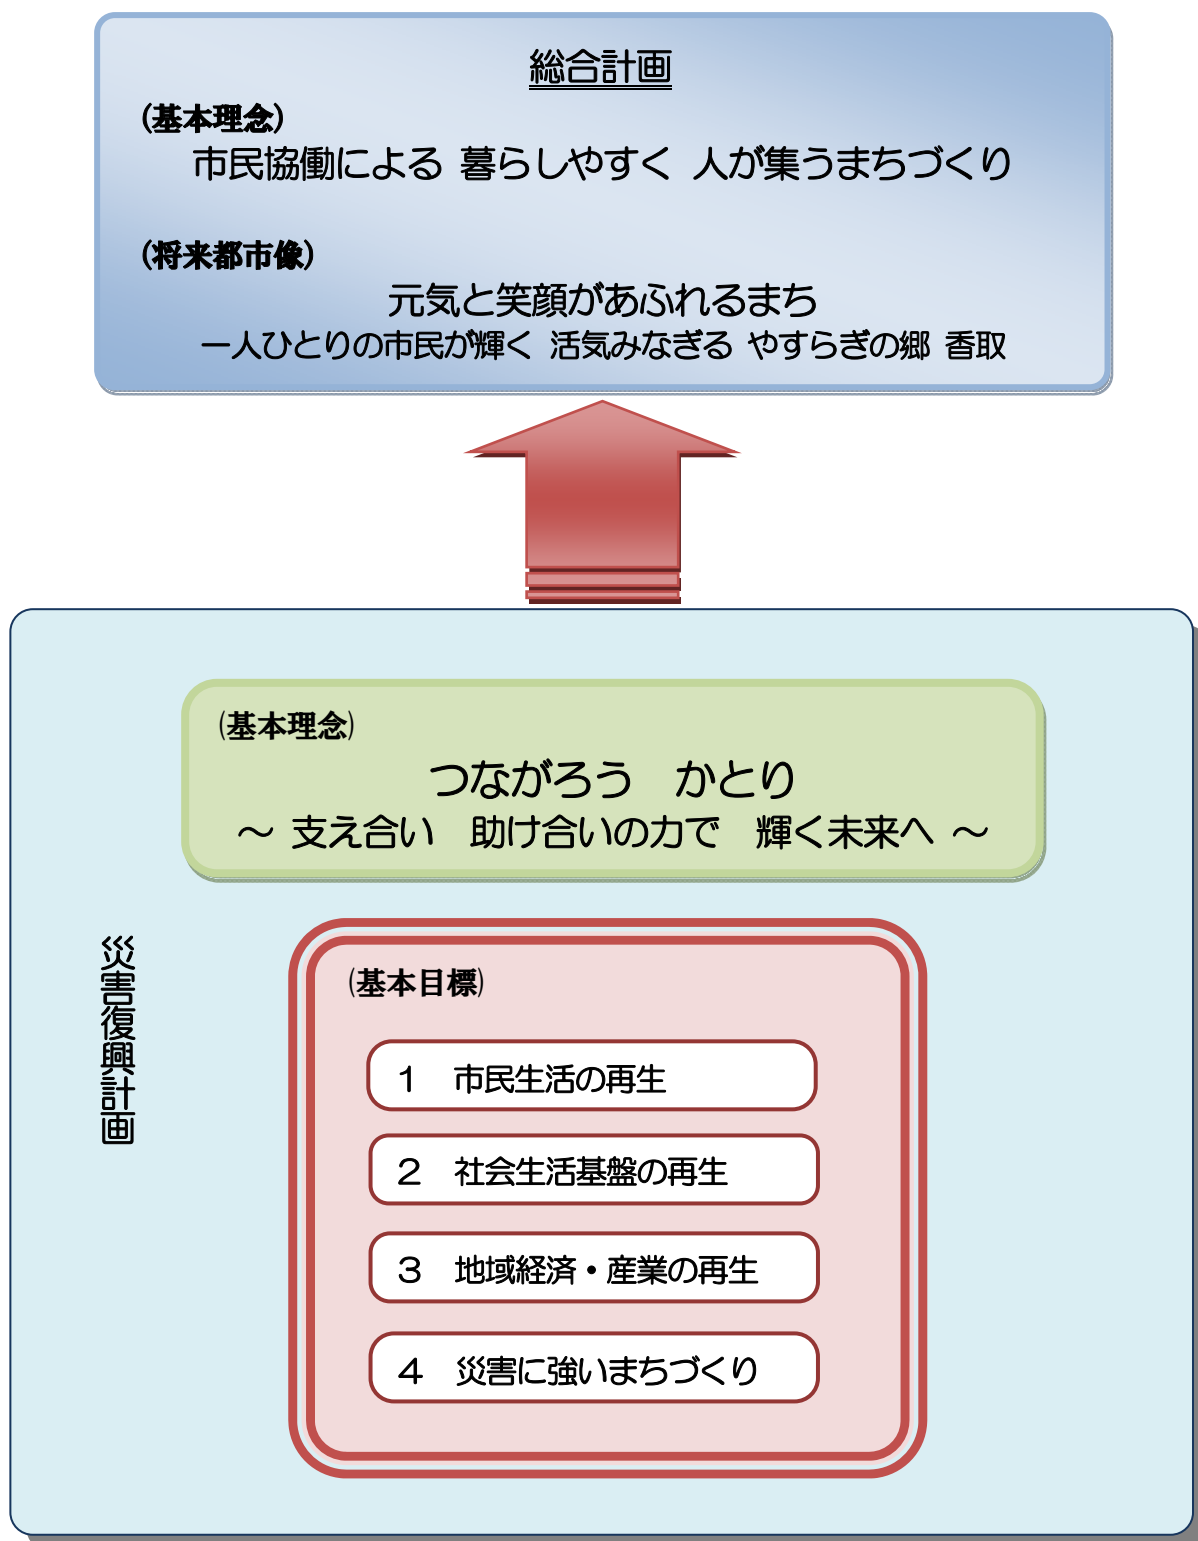 総合計画
(基本理念)
市民協働による 暮らしやすく 人が集うまちづくり
(将来都市像)
元気と笑顔があふれるまち
一人ひとりの市民が輝く 活気みなぎる やすらぎの郷 香取
(基本理念)
つながろう　かとり
～ 支え合い　助け合いの力で　輝く未来へ ～
災害復興計画
(基本目標)
１　市民生活の再生
２　社会生活基盤の再生
３　地域経済・産業の再生
４　災害に強いまちづくり